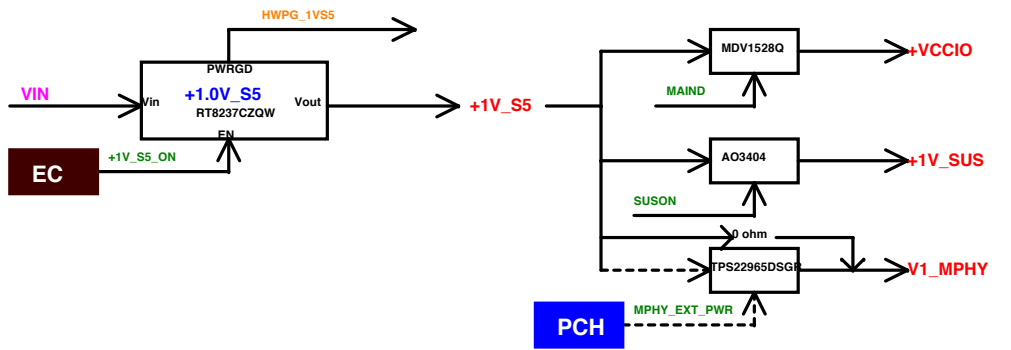 HWPG_1VS5
PWRGD
VIN
Vin
+1.0V_S5
RT8237CZQW
Vout
EN
EC
+1V_S5_ON
+1V_S5
MDV1528Q
+VCCIO
MAIND
AO3404
+1V_SUS
SUSON
0 ohm
TPS22965DSGR
V1_MPHY
PCH
MPHY_EXT_PWR